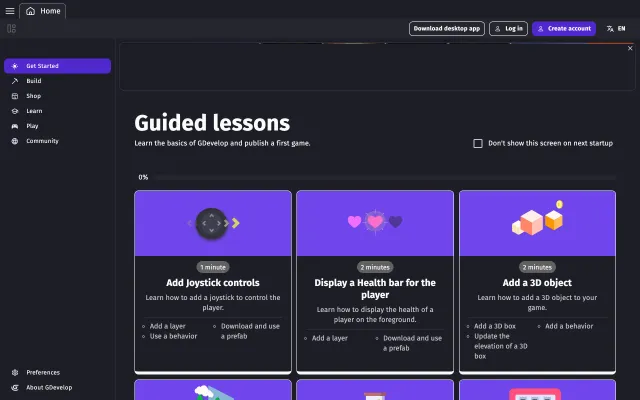 Home
Download desktop app
Log in
Create account
EN
Get Started
Build
Shop
Learn
Play
Community
Guided lessons
Learn the basics of GDevelop and publish a first game.
Don't show this screen on next startup
0%
1 minute
Add Joystick controls
Learn how to add a joystick to control the
player.
Add a layer
Use a behavior
Download and use
a prefab
2 minutes
Display a Health bar for the
player
Learn how to display the health of a
player on the foreground.
Add a layer
Download and use
a prefab
2 minutes
Add a 3D object
Learn how to add a 3D object to your
game.
Add a 3D box
Update the
elevation of a 3D
box
Add a behavior
Preferences
About GDevelop